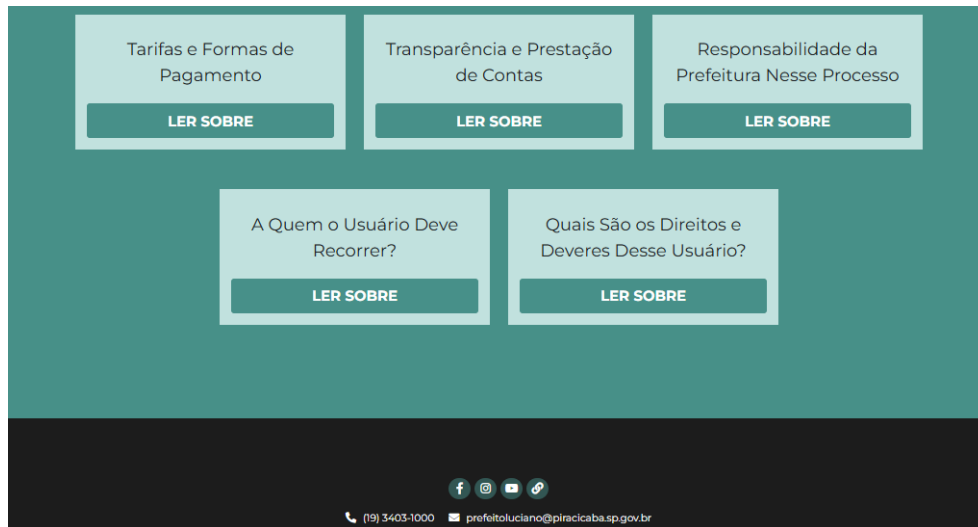 Tarifas e Formas de
Pagamento
LER SOBRE
Transparência e Prestação
de Contas
LER SOBRE
Responsabilidade da
Prefeitura Nesse Processo
LER SOBRE
A Quem o Usuário Deve
Recorrer?
LER SOBRE
Quais São os Direitos e
Deveres Desse Usuário?
LER SOBRE
(19) 3403-1000 prefeitoluciano@piracicaba.sp.gov.br